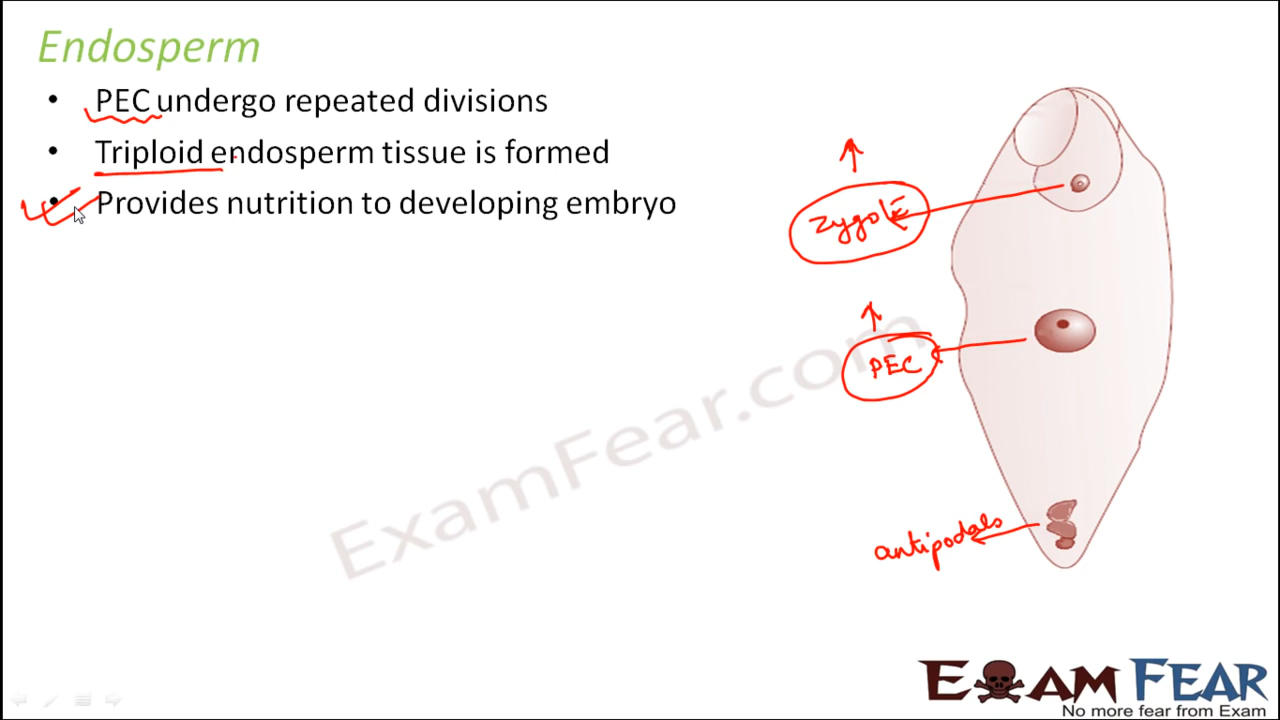 Endosperm
• PEC undergo repeated divisions
• Triploid endosperm tissue is formed
• Provides nutrition to developing embryo
zygote
PEC
antipodals
ExamFear.com
EXAM FEAR
No more fear from Exam